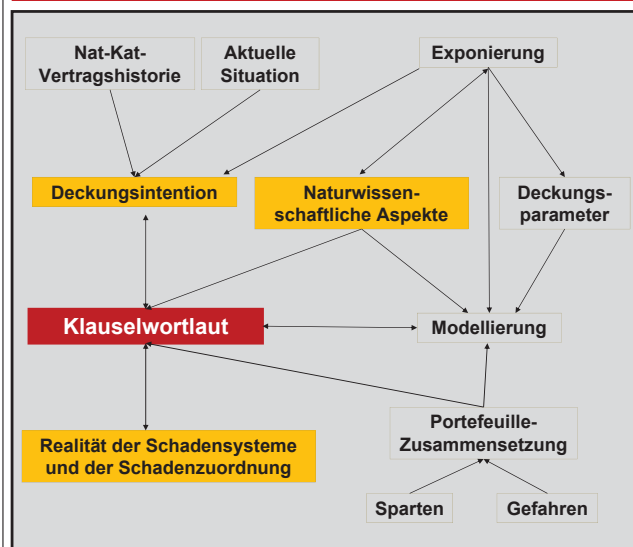 Nat-Kat-
Vertragshistorie
Aktuelle
Situation
Exponierung
Deckungsintention
Naturwissen-
schaftliche Aspekte
Deckungs-
parameter
Klauselwortlaut
Modellierung
Realität der Schadensysteme
und der Schadenzuordnung
Portefeuille-
Zusammensetzung
Sparten
Gefahren